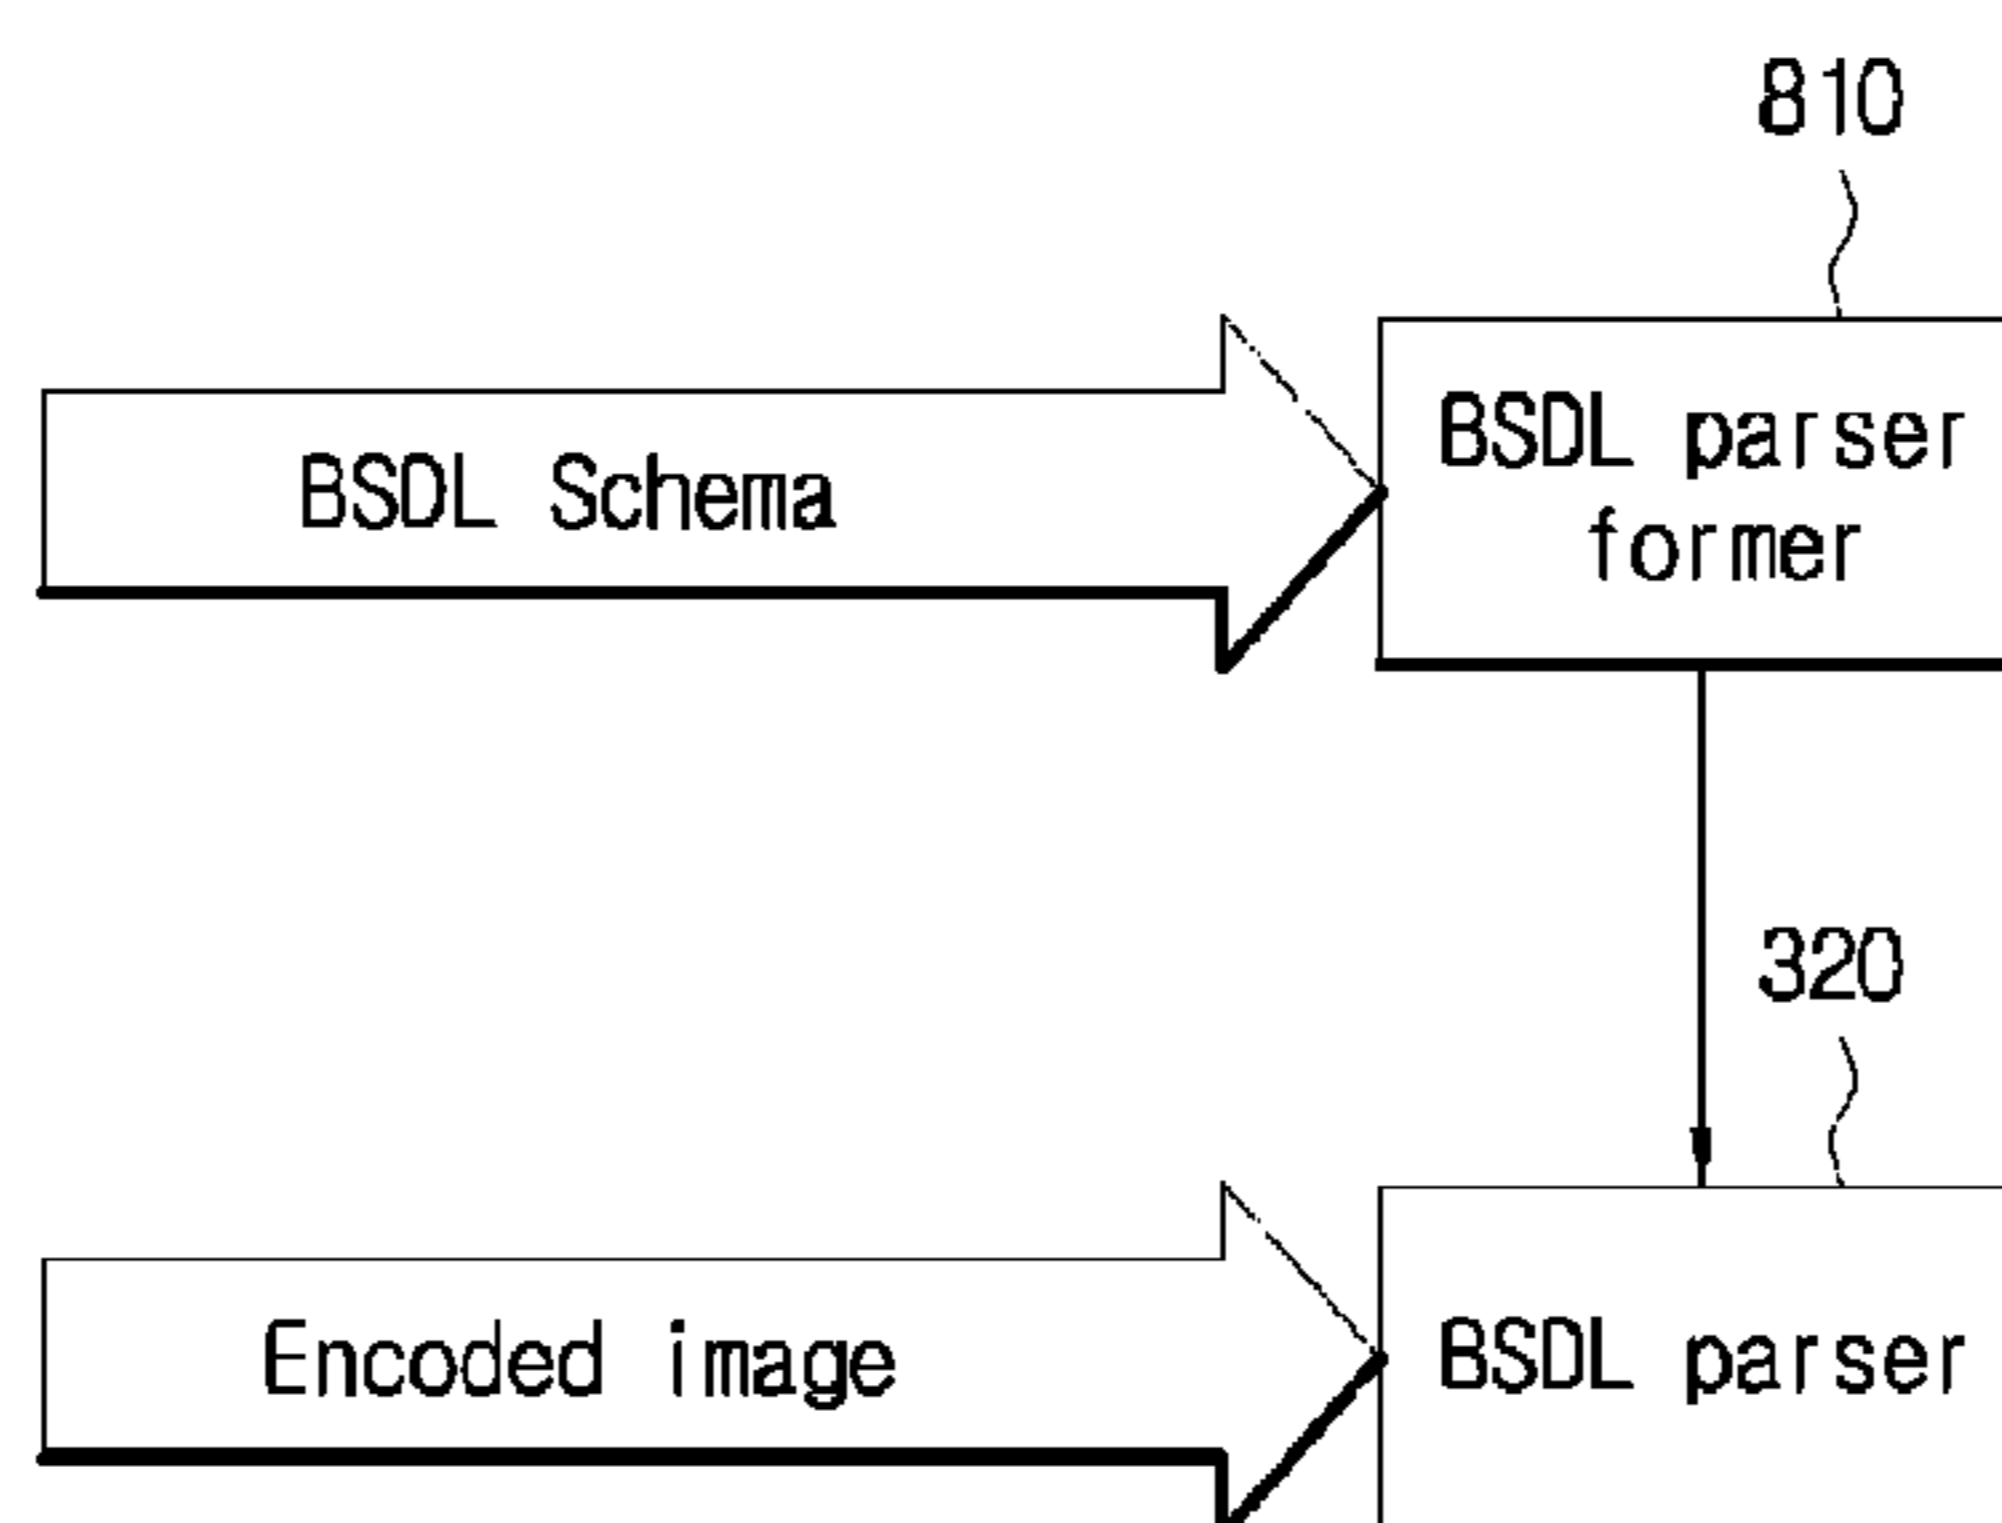 810
BSDL Schema
BSDL parser
former
320
Encoded image
BSDL parser